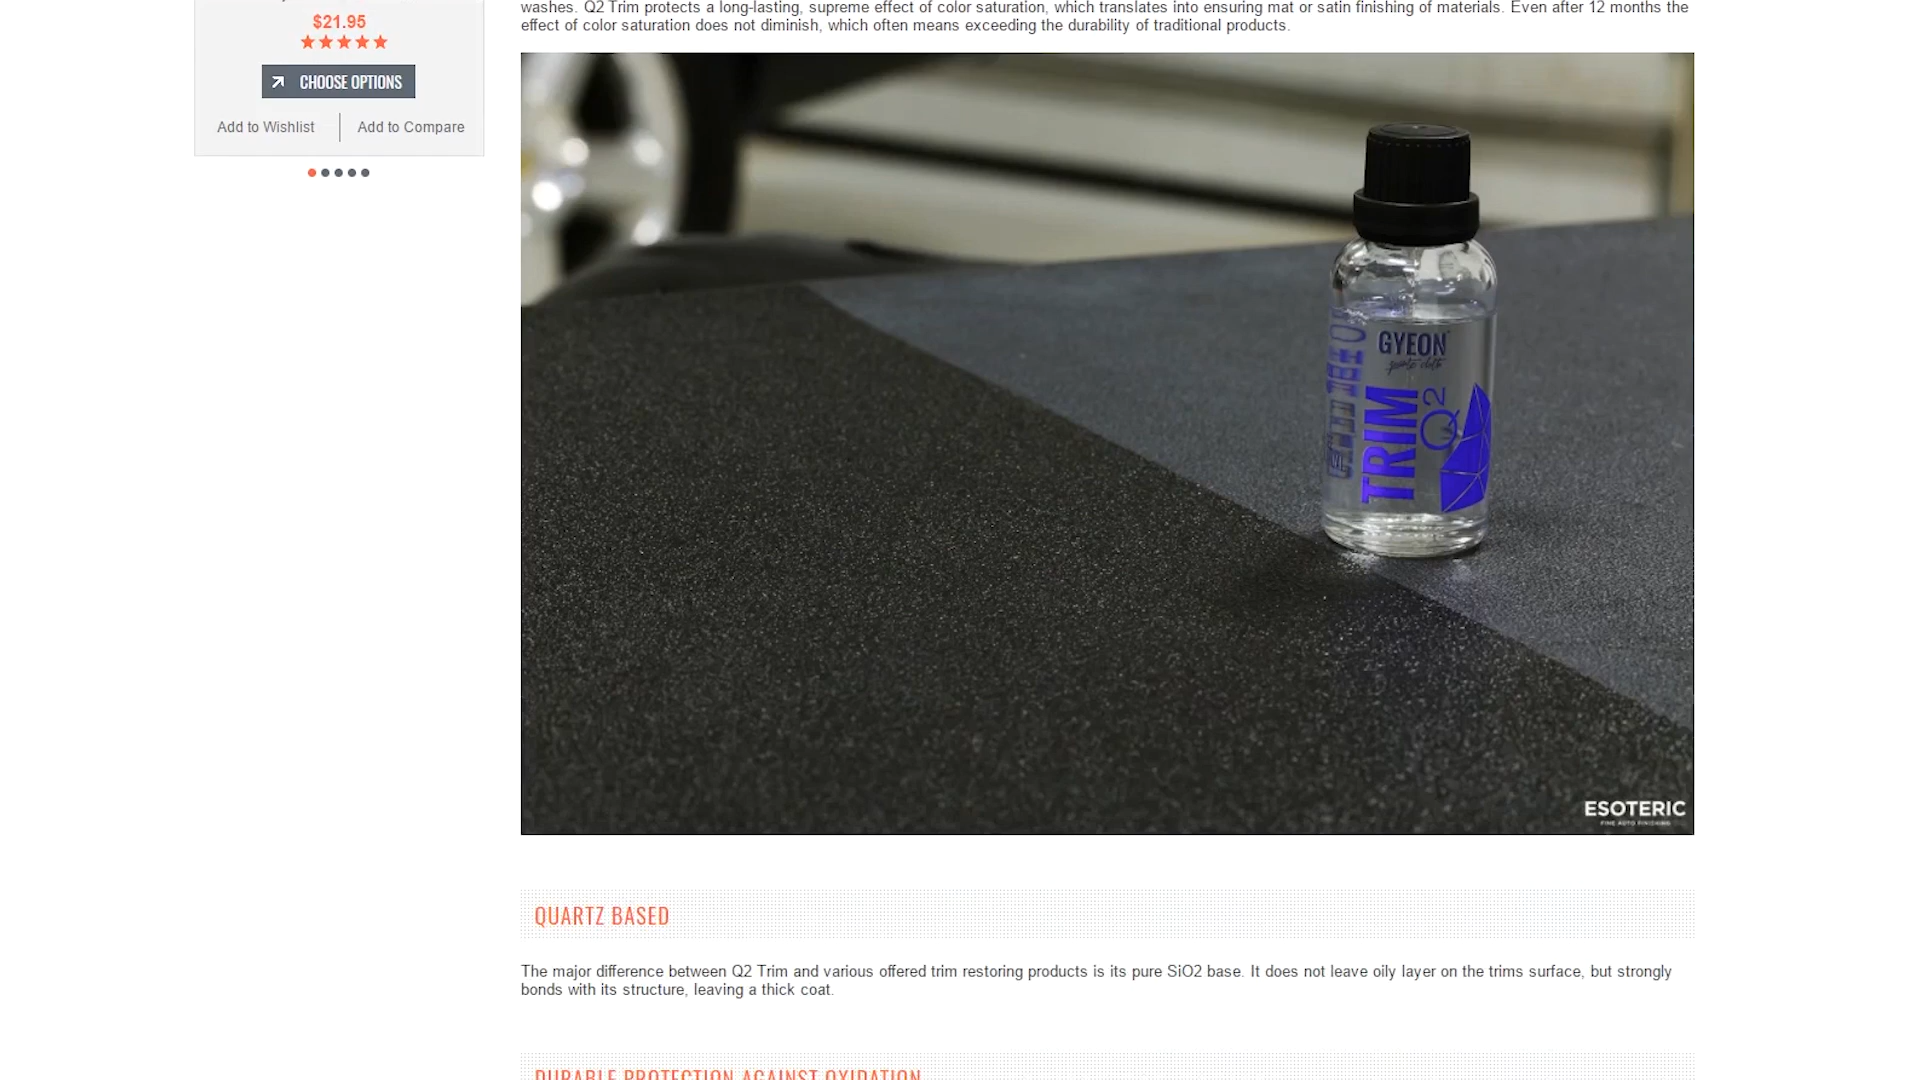 $21.95
CHOOSE OPTIONS
Add to Wishlist
Add to Compare
washes. Q2 Trim protects a long-lasting, supreme effect of color saturation, which translates into ensuring mat or satin finishing of materials. Even after 12 months the
effect of color saturation does not diminish, which often means exceeding the durability of traditional products.
GYEON
TRIM
Q2
ESOTERIC
FINE AUTO FINISHING
QUARTZ BASED
The major difference between Q2 Trim and various offered trim restoring products is its pure SiO2 base. It does not leave oily layer on the trims surface, but strongly
bonds with its structure, leaving a thick coat.
DURABLE PROTECTION AGAINST OXIDATION